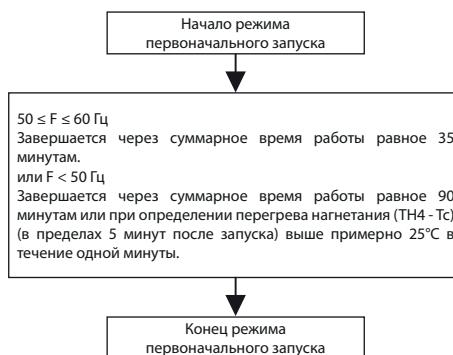 Начало режима
первоначального запуска
50 ≤ F ≤ 60 Гц
Завершается через суммарное время работы равное 35
минутам.
или F < 50 Гц
Завершается через суммарное время работы равное 90
минутам или при определении перегрева нагнетания (TH4 - Tc)
(в пределах 5 минут после запуска) выше примерно 25°C в
течение одной минуты.
Конец режима
первоначального запуска